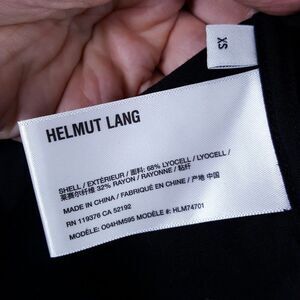 XS
HELMUT LANG
SHELL / EXTÉRIEUR / 面料: 68% LYOCELL / LYOCELL /
莱赛尔纤维 32% RAYON / RAYONNE / 粘纤
MADE IN CHINA / FABRIQUÉ EN CHINE / 产地 中国
RN 119376 CA 52192
MODÈLE: O04HM595 MODÈLE #: HLM74701